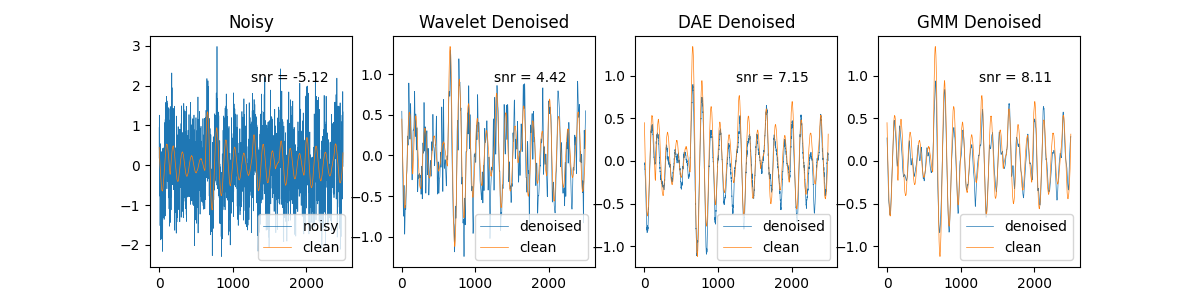 Noisy
Wavelet Denoised
DAE Denoised
GMM Denoised
3
2
1
0
−1
−2
snr = -5.12
noisy
clean
0
1000
2000
1.0
0.5
0.0
−0.5
−1.0
snr = 4.42
denoised
clean
0
1000
2000
1.0
0.5
0.0
−0.5
−1.0
snr = 7.15
denoised
clean
0
1000
2000
1.0
0.5
0.0
−0.5
−1.0
snr = 8.11
denoised
clean
0
1000
2000